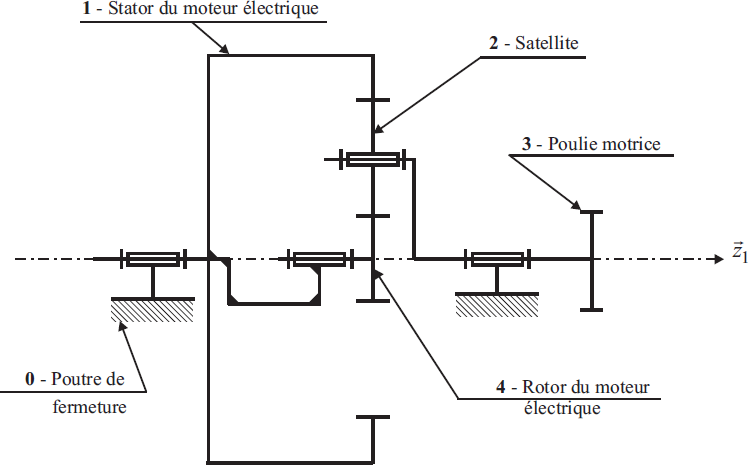 1 - Stator du moteur électrique
2 - Satellite
3 - Poulie motrice
z⃗1
0 - Poutre de
fermeture
4 - Rotor du moteur
électrique